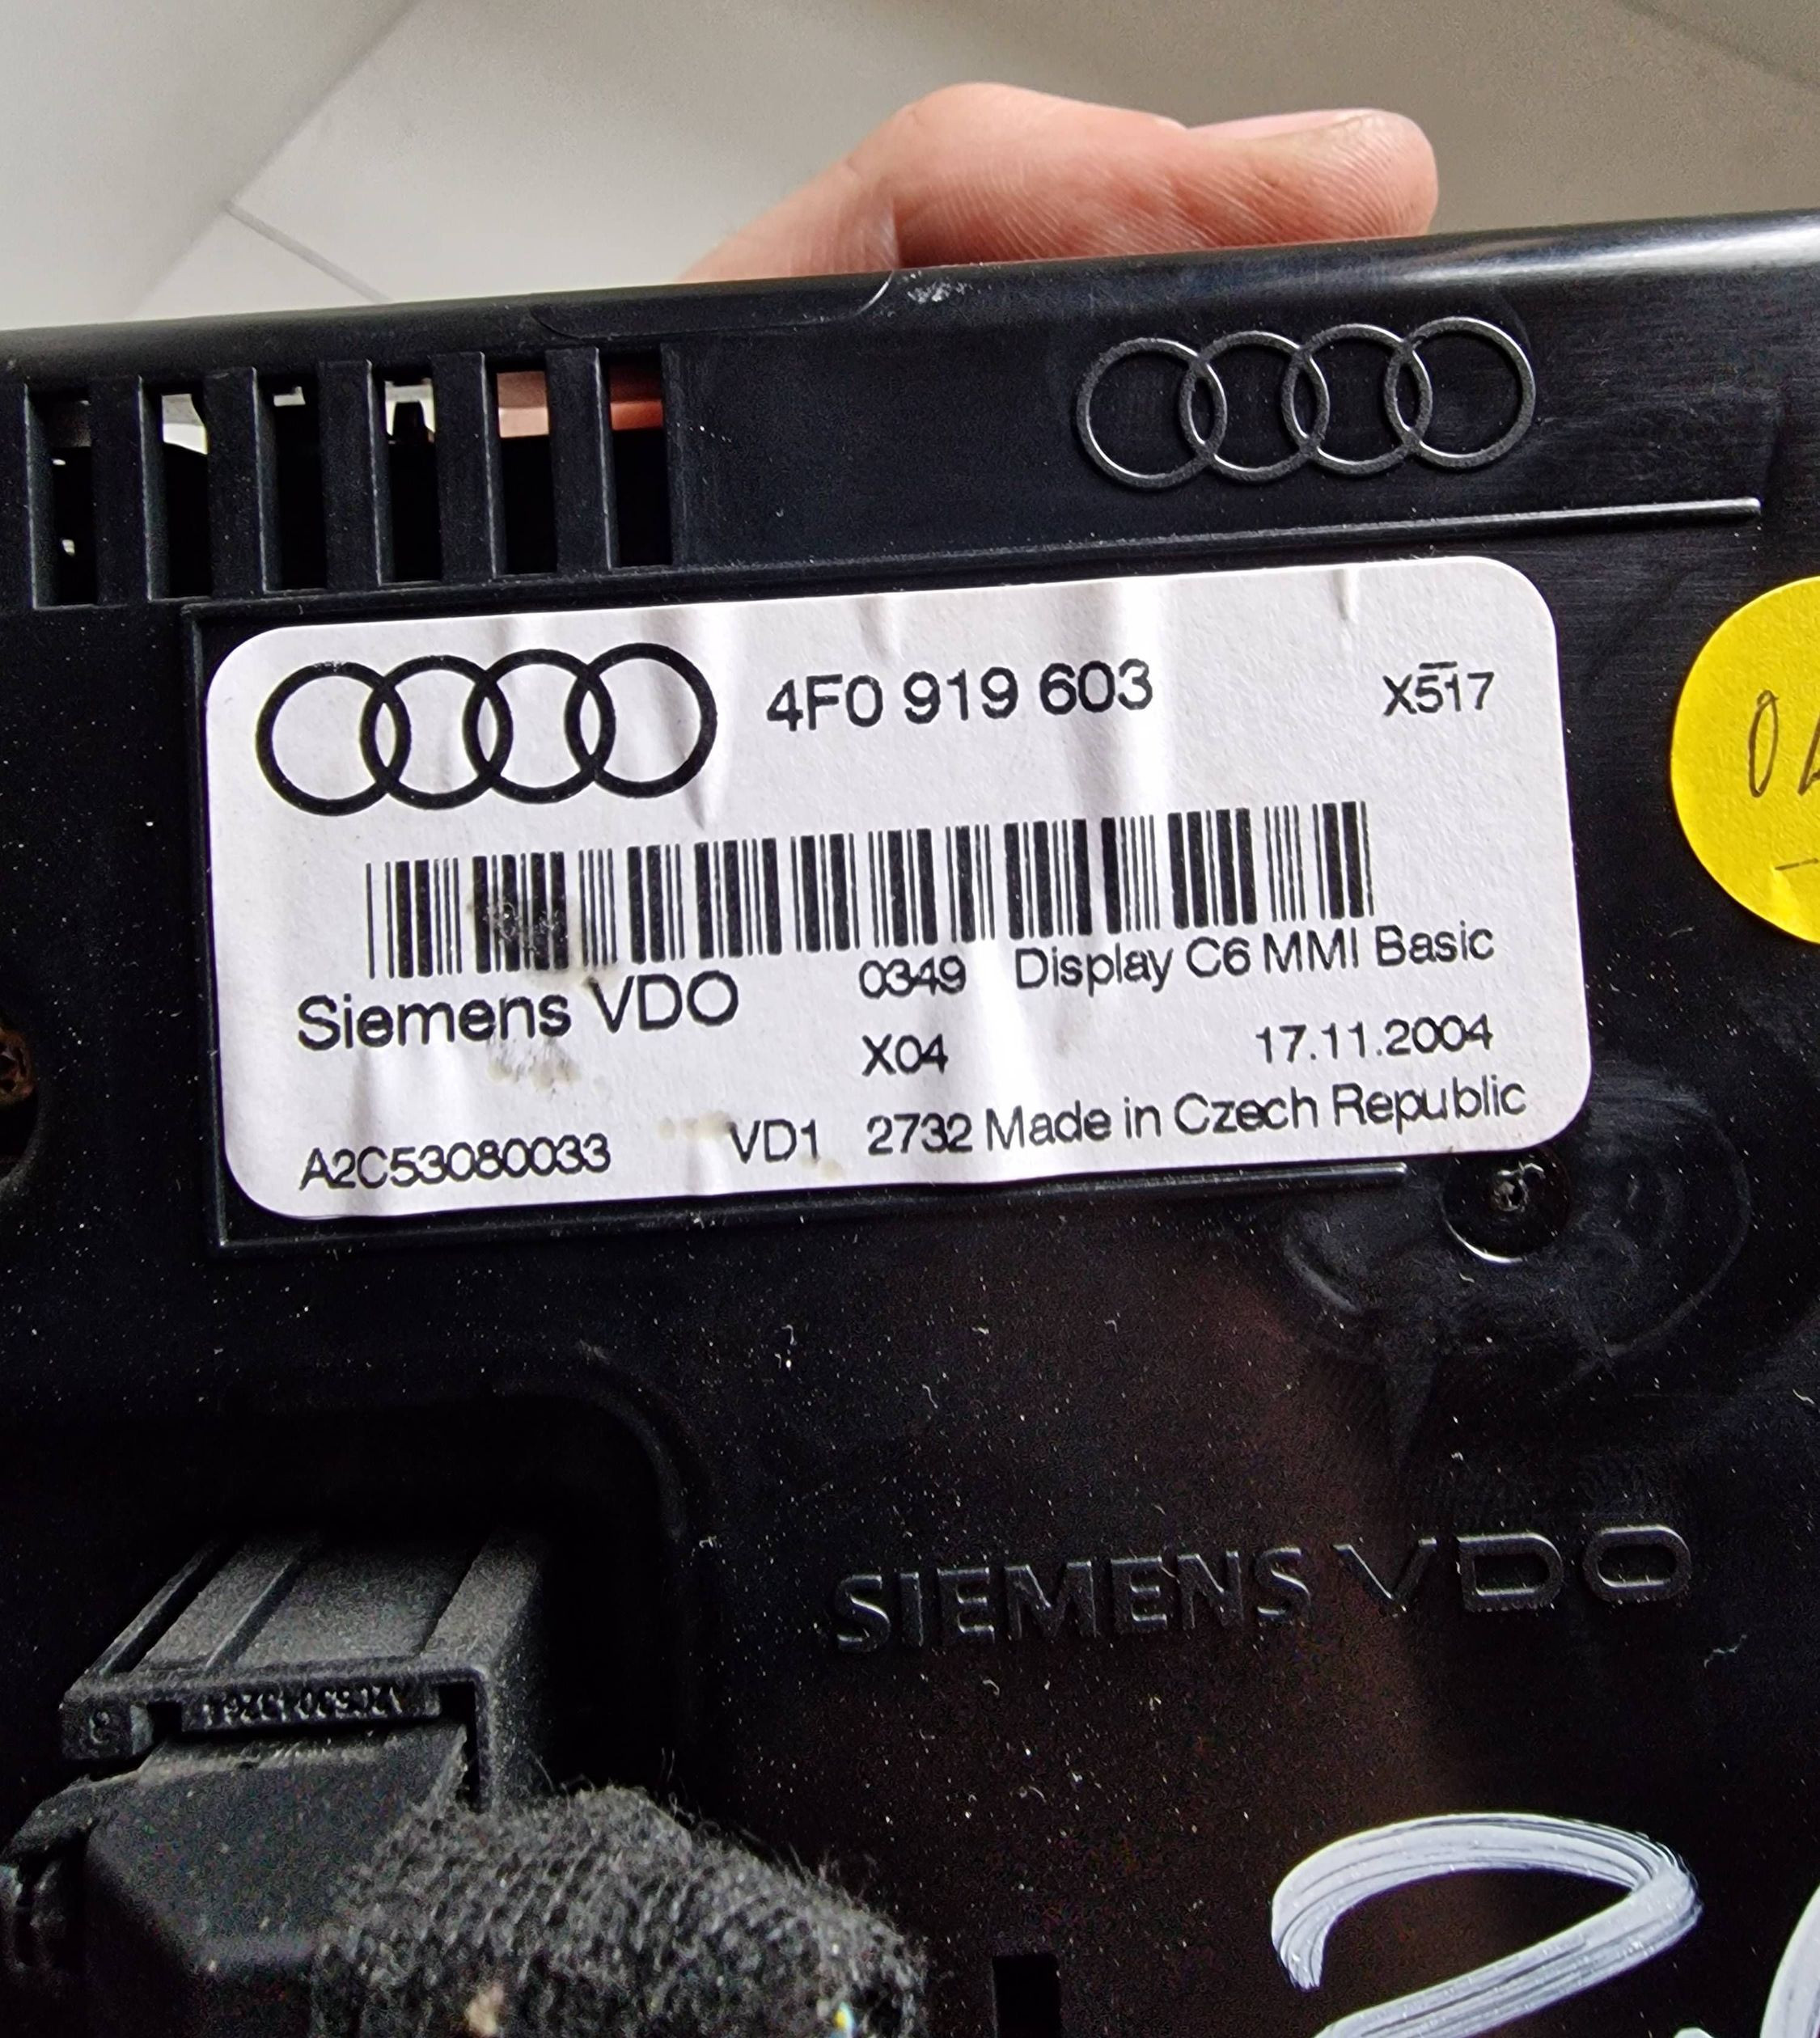 4F0 919 603 X517
Siemens VDO 0349 Display C6 MMI Basic
X04 17.11.2004
A2C53080033 VD1 2732 Made in Czech Republic
SIEMENS VDO
2